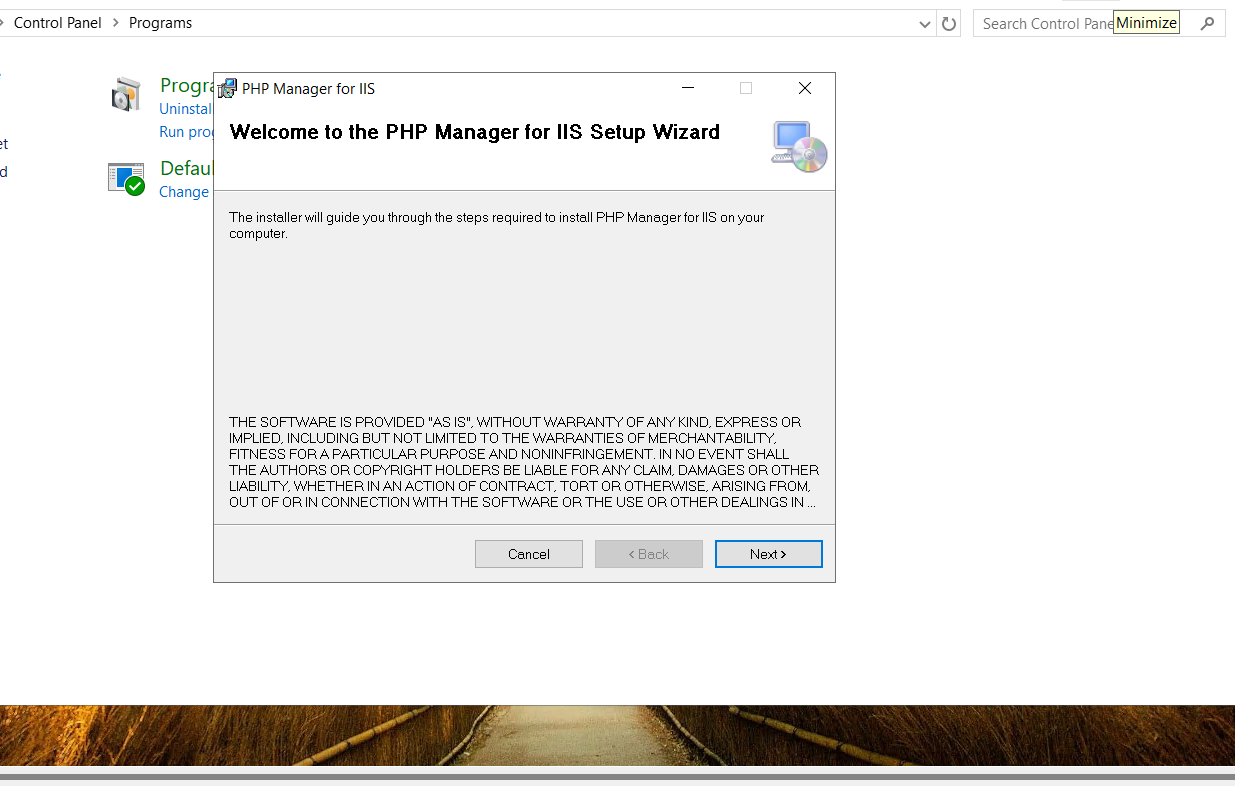 Control Panel > Programs
Search Control Pane
Minimize
et
d
Progra
Uninstal
Run prog
Defaul
Change
PHP Manager for IIS
Welcome to the PHP Manager for IIS Setup Wizard
The installer will guide you through the steps required to install PHP Manager for IIS on your
computer.
THE SOFTWARE IS PROVIDED "AS IS", WITHOUT WARRANTY OF ANY KIND, EXPRESS OR
IMPLIED, INCLUDING BUT NOT LIMITED TO THE WARRANTIES OF MERCHANTABILITY,
FITNESS FOR A PARTICULAR PURPOSE AND NONINFRINGEMENT. IN NO EVENT SHALL
THE AUTHORS OR COPYRIGHT HOLDERS BE LIABLE FOR ANY CLAIM, DAMAGES OR OTHER
LIABILITY, WHETHER IN AN ACTION OF CONTRACT, TORT OR OTHERWISE, ARISING FROM,
OUT OF OR IN CONNECTION WITH THE SOFTWARE OR THE USE OR OTHER DEALINGS IN ...
Cancel
< Back
Next >